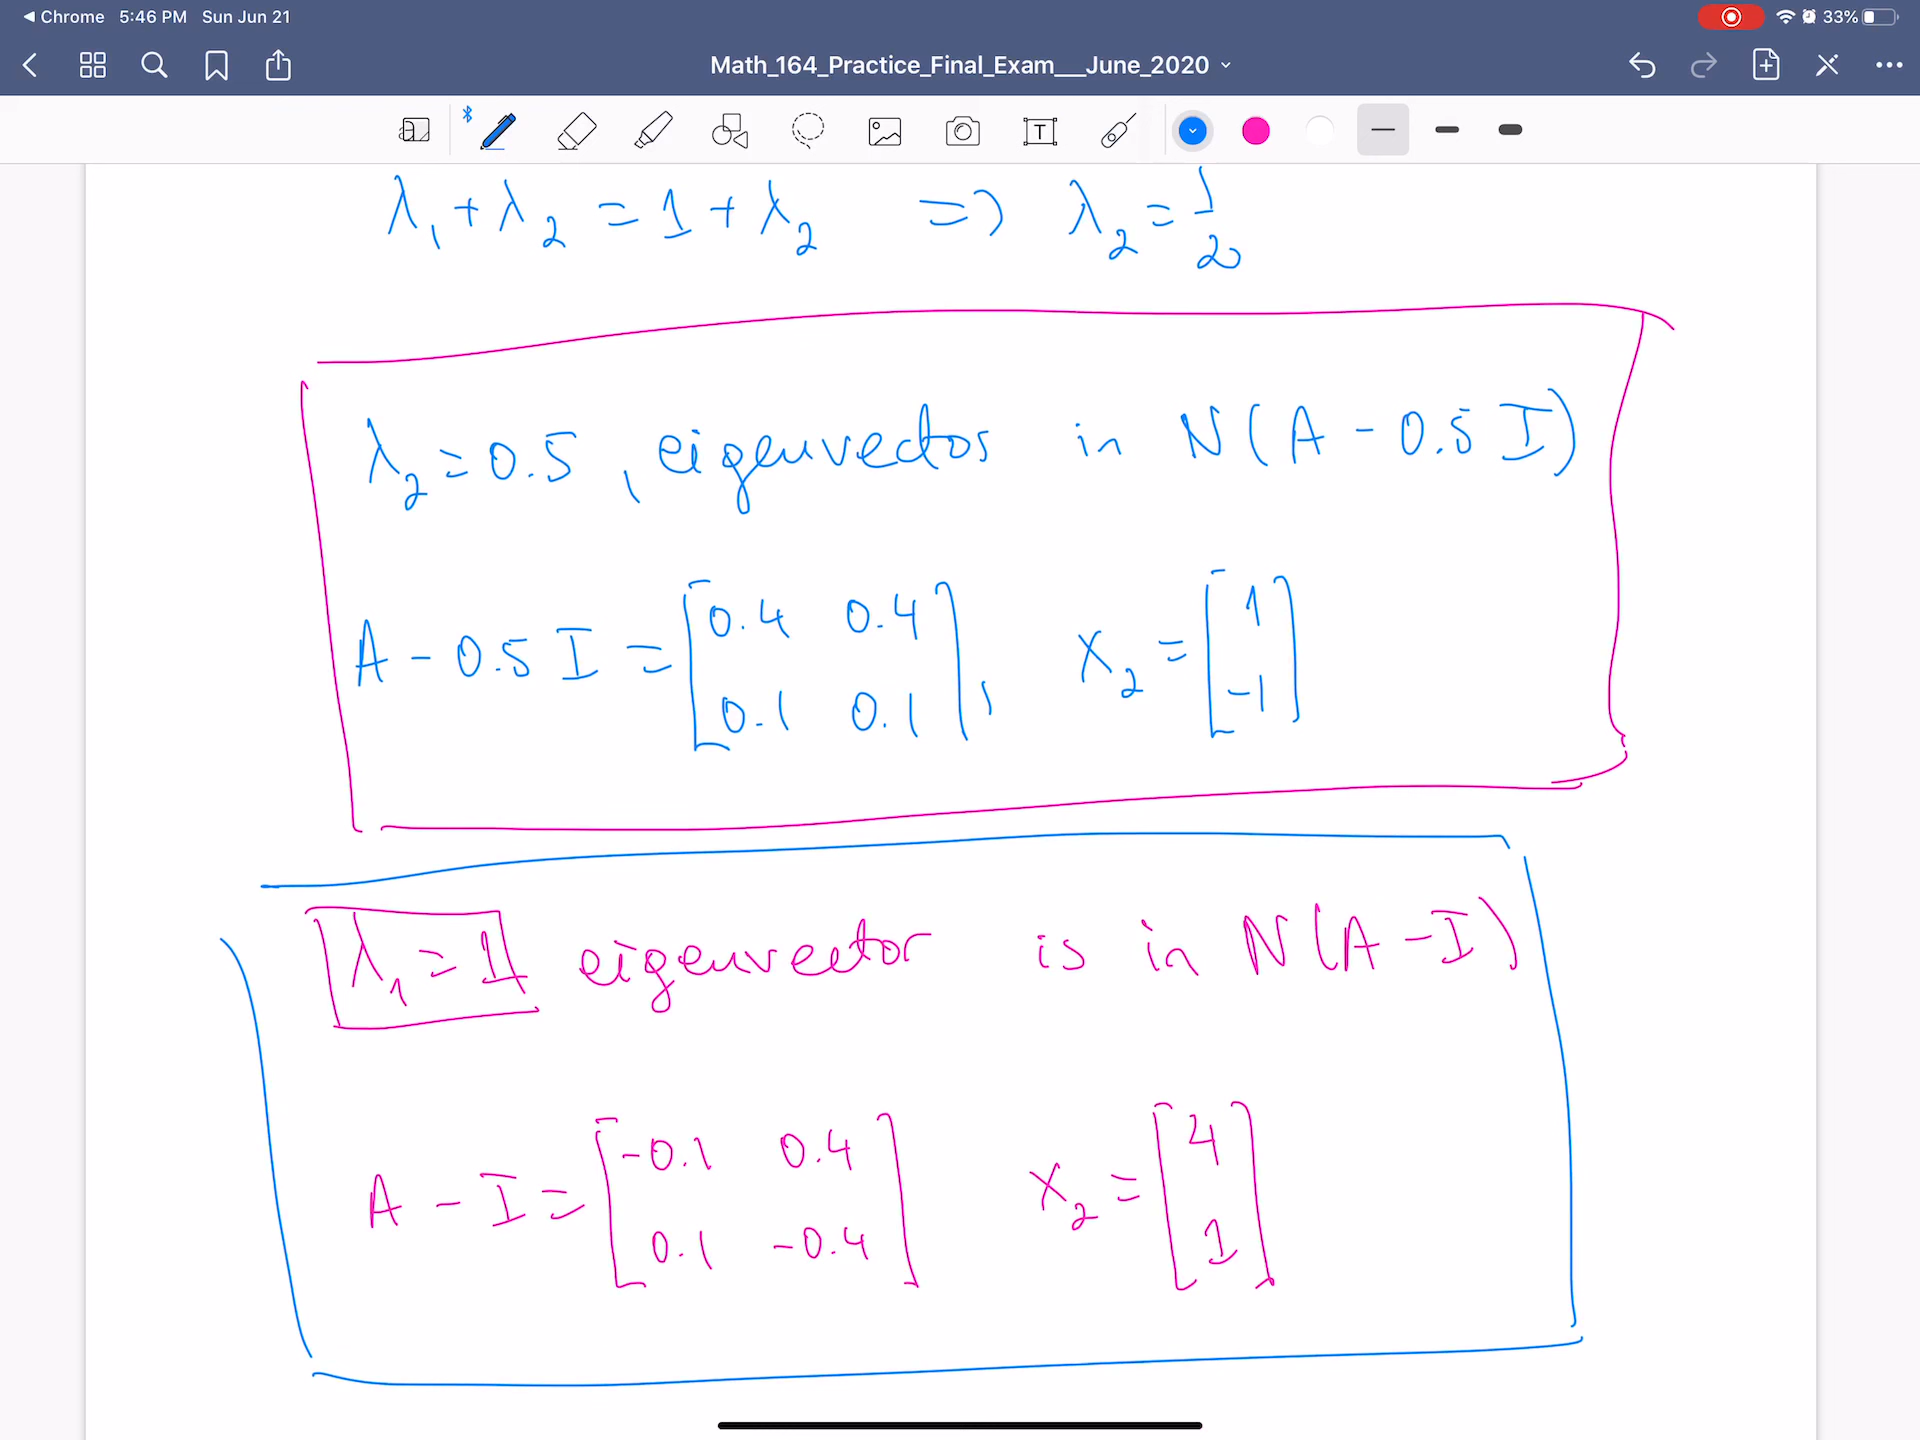 Chrome 5:46 PM Sun Jun 21 33%
Math_164_Practice_Final_Exam___June_2020
λ₁ + λ₂ = 1 + λ₂ => λ₂ = 1/2
λ₂ = 0.5, eigenvectos in N(A - 0.5 I)
A - 0.5 I = [0.4 0.4; 0.1 0.1], x₂ = [1; -1]
λ₁ = 1 eigenvector is in N(A - I)
A - I = [-0.1 0.4; 0.1 -0.4] x₂ = [4; 1]